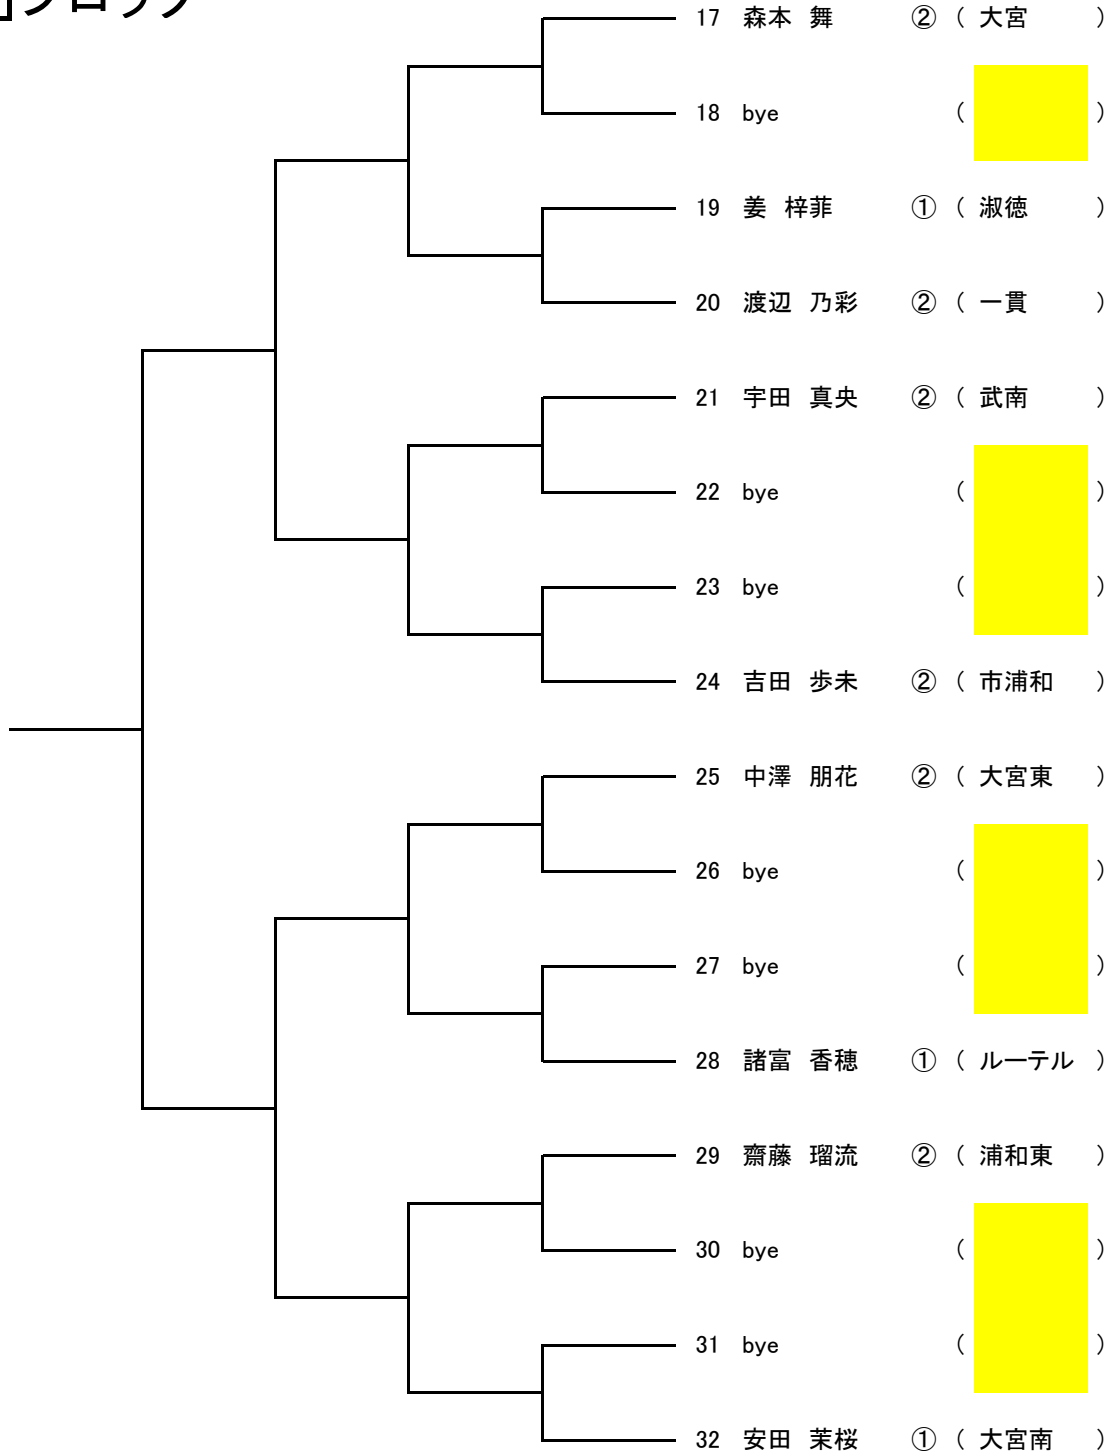 ブロック
17 森本 舞 ② ( 大宮 )
18 bye ( )
19 姜 梓菲 ① ( 淑徳 )
20 渡辺 乃彩 ② ( 一貫 )
21 宇田 真央 ② ( 武南 )
22 bye ( )
23 bye ( )
24 吉田 歩未 ② ( 市浦和 )
25 中澤 朋花 ② ( 大宮東 )
26 bye ( )
27 bye ( )
28 諸富 香穂 ① ( ルーテル )
29 齋藤 瑠流 ② ( 浦和東 )
30 bye ( )
31 bye ( )
32 安田 茉桜 ① ( 大宮南 )